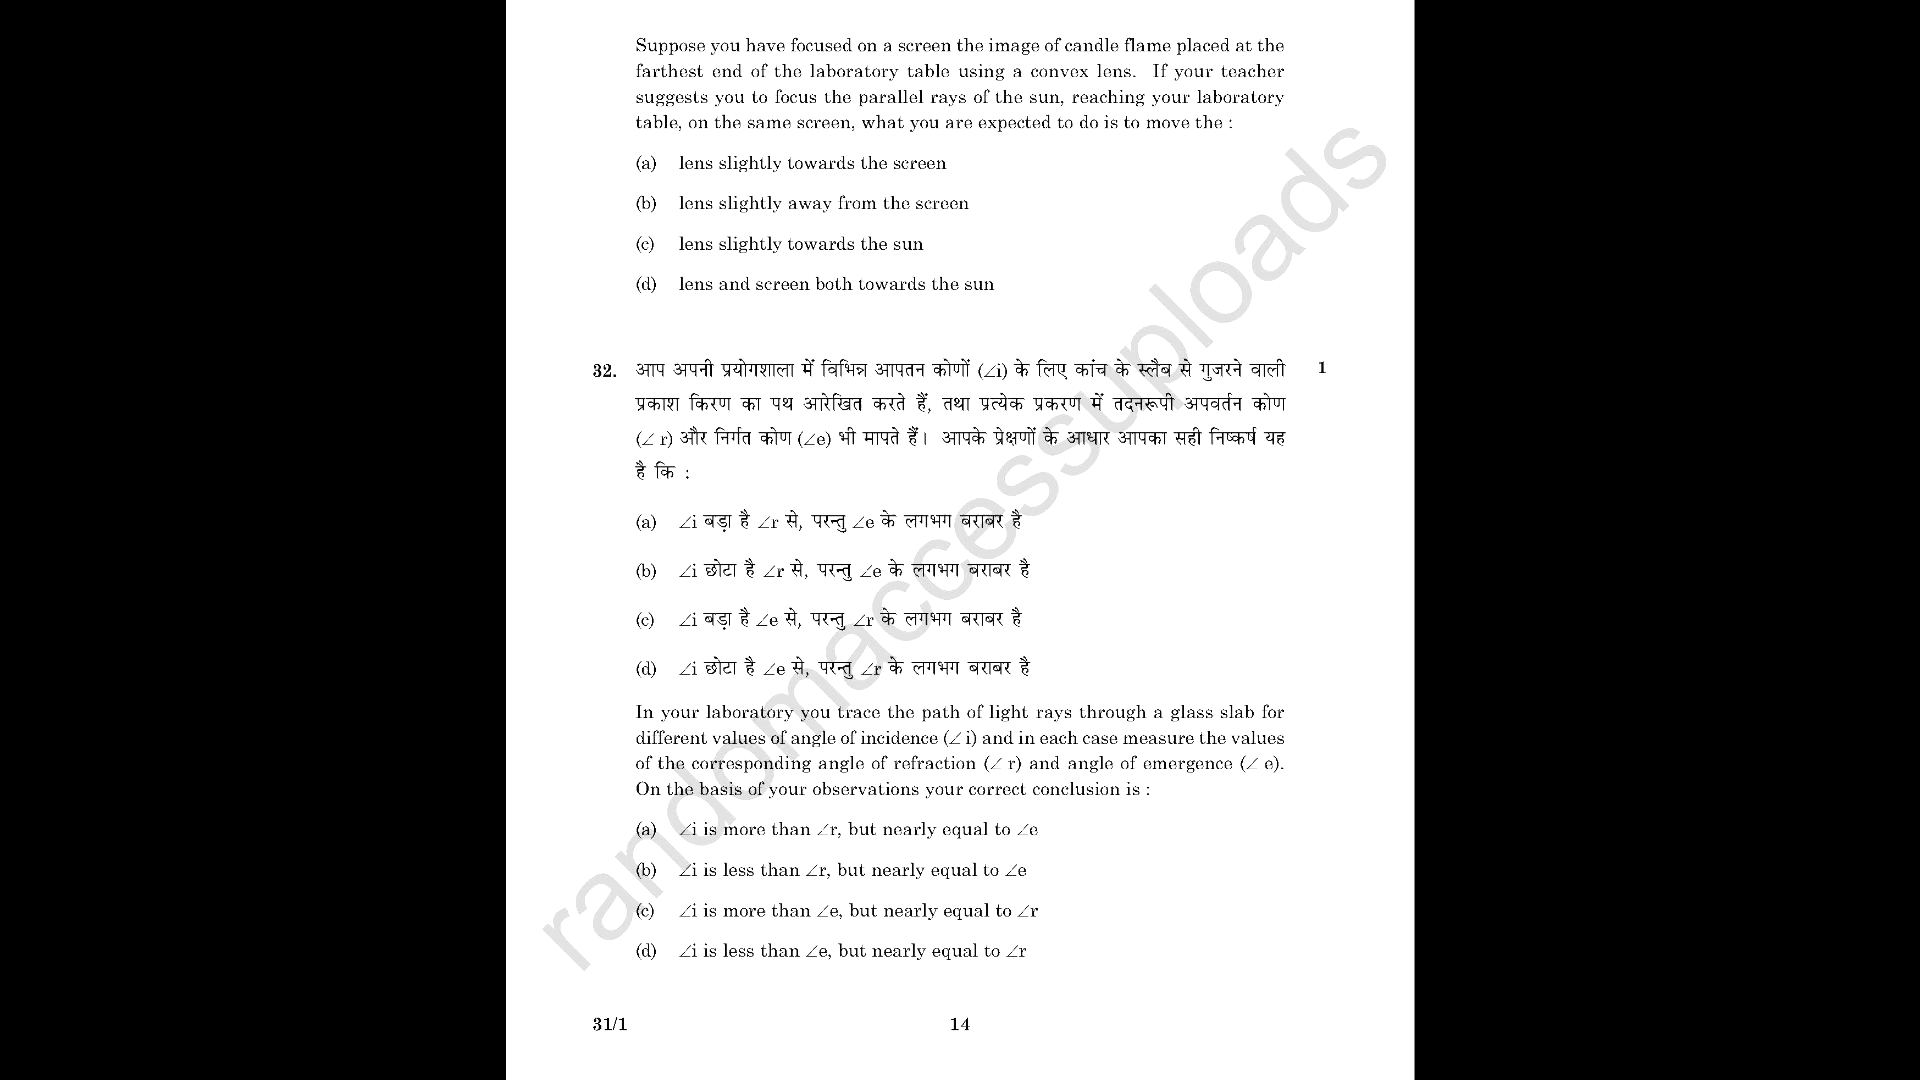 Suppose you have focused on a screen the image of candle flame placed at the
farthest end of the laboratory table using a convex lens. If your teacher
suggests you to focus the parallel rays of the sun, reaching your laboratory
table, on the same screen, what you are expected to do is to move the :
(a) lens slightly towards the screen
(b) lens slightly away from the screen
(c) lens slightly towards the sun
(d) lens and screen both towards the sun
32. आप अपनी प्रयोगशाला में विभिन्न आपतन कोणों (∠i) के लिए कांच के स्लैब से गुजरने वाली 1
प्रकाश किरण का पथ आरेखित करते हैं, तथा प्रत्येक प्रकरण में तदनरूपी अपवर्तन कोण
(∠ r) और निर्गत कोण (∠e) भी मापते हैं। आपके प्रेक्षणों के आधार आपका सही निष्कर्ष यह
है कि :
(a) ∠i बड़ा है ∠r से, परन्तु ∠e के लगभग बराबर है
(b) ∠i छोटा है ∠r से, परन्तु ∠e के लगभग बराबर है
(c) ∠i बड़ा है ∠e से, परन्तु ∠r के लगभग बराबर है
(d) ∠i छोटा है ∠e से, परन्तु ∠r के लगभग बराबर है
In your laboratory you trace the path of light rays through a glass slab for
different values of angle of incidence (∠ i) and in each case measure the values
of the corresponding angle of refraction (∠ r) and angle of emergence (∠ e).
On the basis of your observations your correct conclusion is :
(a) ∠i is more than ∠r, but nearly equal to ∠e
(b) ∠i is less than ∠r, but nearly equal to ∠e
(c) ∠i is more than ∠e, but nearly equal to ∠r
(d) ∠i is less than ∠e, but nearly equal to ∠r
31/1 14
randomaccessuploads